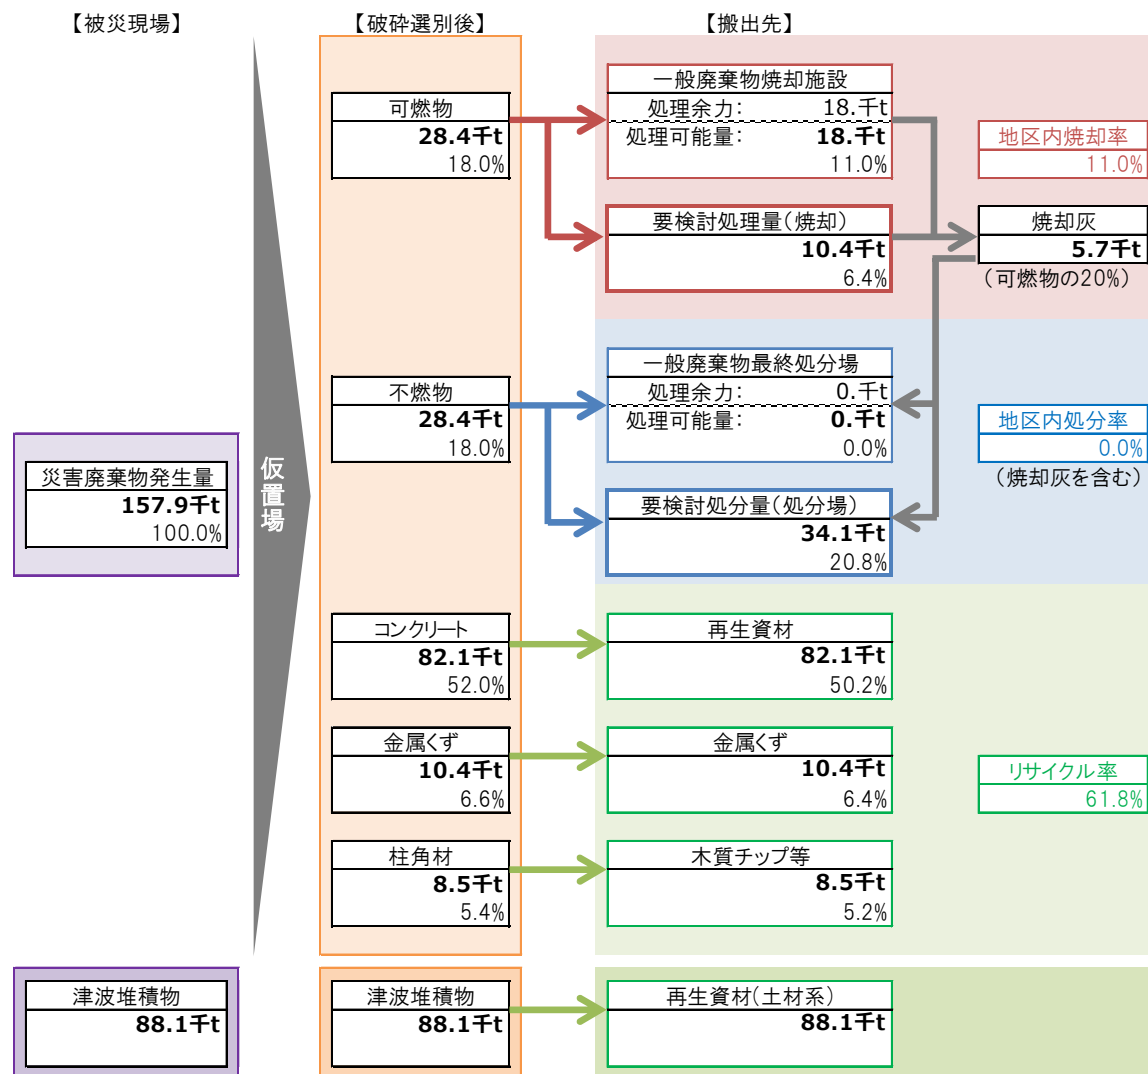 【被災現場】
【破砕選別後】
【搬出先】
災害廃棄物発生量
157.9千t
100.0%
津波堆積物
88.1千t
仮置場
可燃物
28.4千t
18.0%
不燃物
28.4千t
18.0%
コンクリート
82.1千t
52.0%
金属くず
10.4千t
6.6%
柱角材
8.5千t
5.4%
津波堆積物
88.1千t
一般廃棄物焼却施設
処理余力： 18.千t
処理可能量： 18.千t
11.0%
要検討処理量(焼却)
10.4千t
6.4%
一般廃棄物最終処分場
処理余力： 0.千t
処理可能量： 0.千t
0.0%
要検討処分量(処分場)
34.1千t
20.8%
再生資材
82.1千t
50.2%
金属くず
10.4千t
6.4%
木質チップ等
8.5千t
5.2%
再生資材(土材系)
88.1千t
地区内焼却率
11.0%
焼却灰
5.7千t
(可燃物の20%)
地区内処分率
0.0%
(焼却灰を含む)
リサイクル率
61.8%